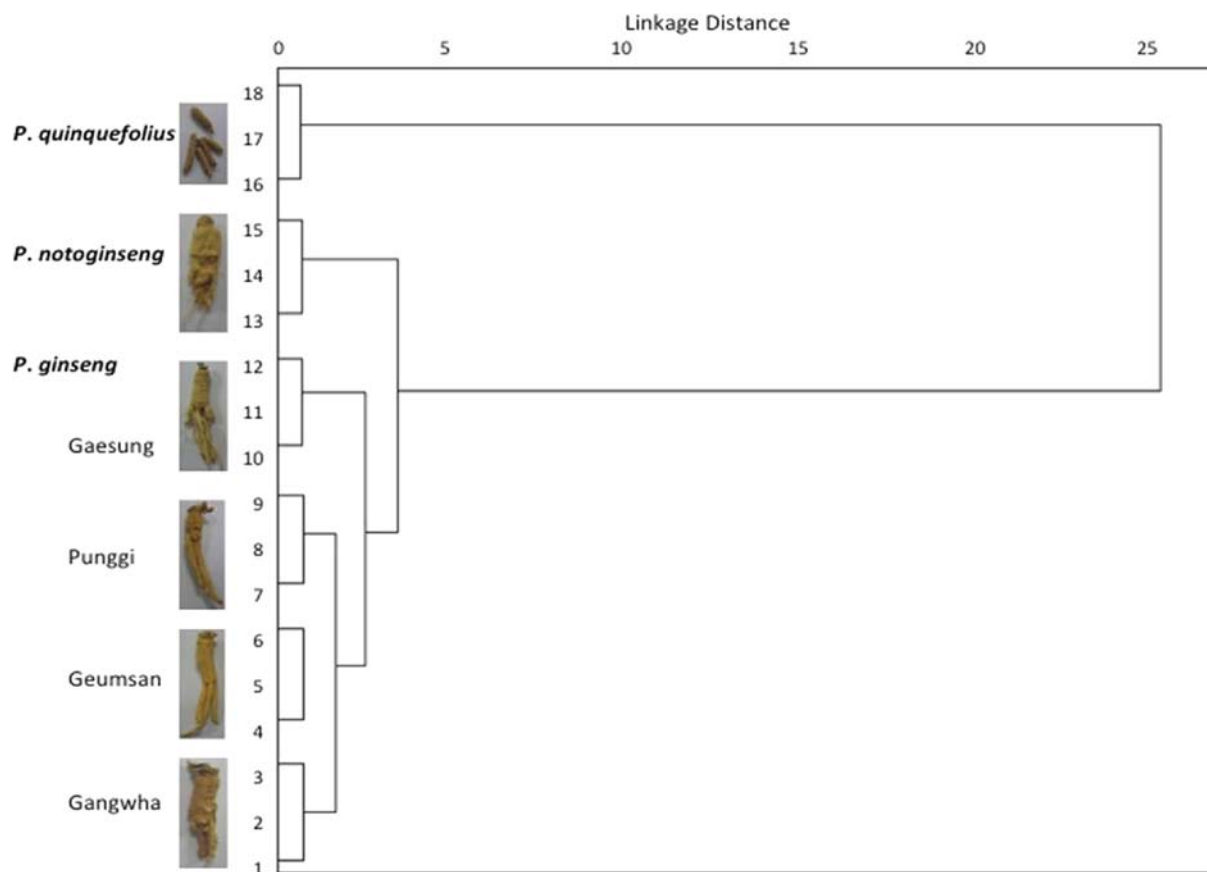 Linkage Distance
0 5 10 15 20 25
18
P. quinquefolius 17
16
15
P. notoginseng 14
13
P. ginseng 12
11
Gaesung 10
9
Punggi 8
7
6
Geumsan 5
4
3
Gangwha 2
1